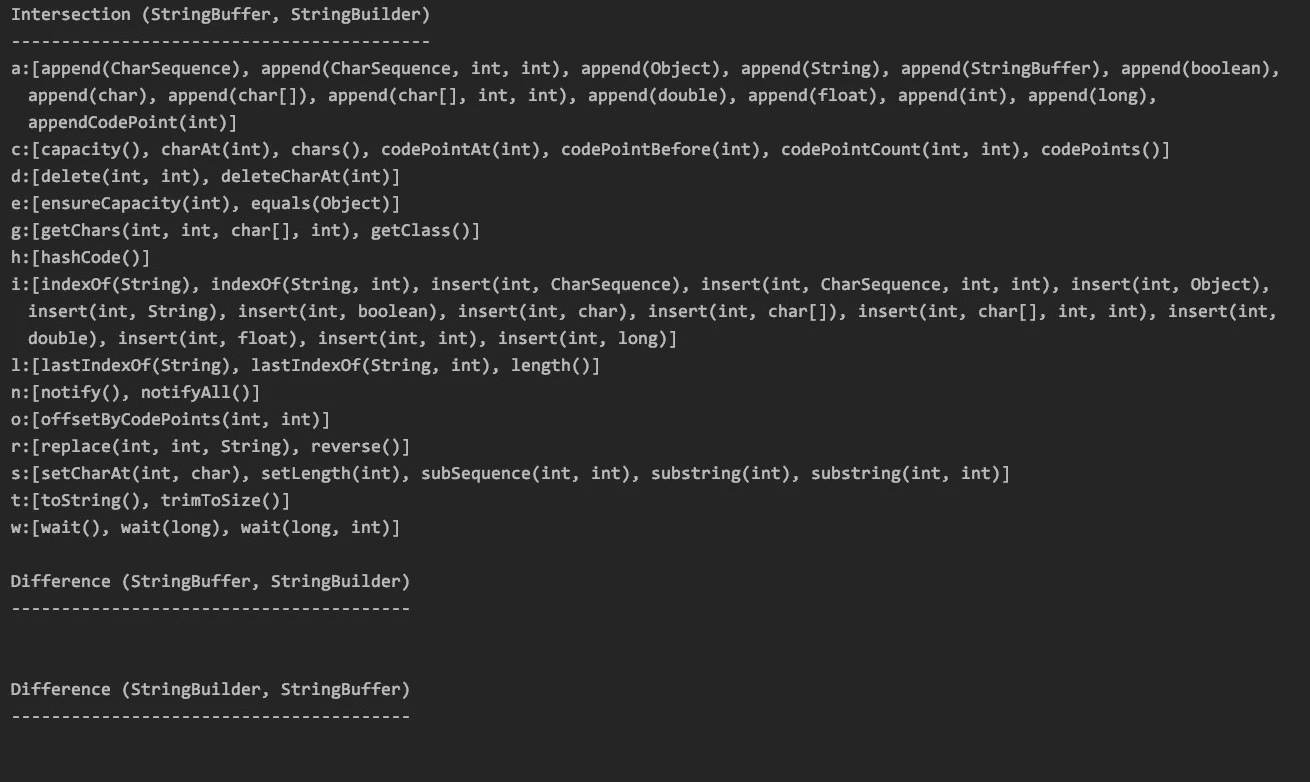 Intersection (StringBuffer, StringBuilder)
------------------------------------------
a:[append(CharSequence), append(CharSequence, int, int), append(Object), append(String), append(StringBuffer), append(boolean),
append(char), append(char[]), append(char[], int, int), append(double), append(float), append(int), append(long),
appendCodePoint(int)]
c:[capacity(), charAt(int), chars(), codePointAt(int), codePointBefore(int), codePointCount(int, int), codePoints()]
d:[delete(int, int), deleteCharAt(int)]
e:[ensureCapacity(int), equals(Object)]
g:[getChars(int, int, char[], int), getClass()]
h:[hashCode()]
i:[indexOf(String), indexOf(String, int), insert(int, CharSequence), insert(int, CharSequence, int, int), insert(int, Object),
insert(int, String), insert(int, boolean), insert(int, char), insert(int, char[]), insert(int, char[], int, int), insert(int,
double), insert(int, float), insert(int, int), insert(int, long)]
l:[lastIndexOf(String), lastIndexOf(String, int), length()]
n:[notify(), notifyAll()]
o:[offsetByCodePoints(int, int)]
r:[replace(int, int, String), reverse()]
s:[setCharAt(int, char), setLength(int), subSequence(int, int), substring(int), substring(int, int)]
t:[toString(), trimToSize()]
w:[wait(), wait(long), wait(long, int)]
Difference (StringBuffer, StringBuilder)
----------------------------------------
Difference (StringBuilder, StringBuffer)
----------------------------------------